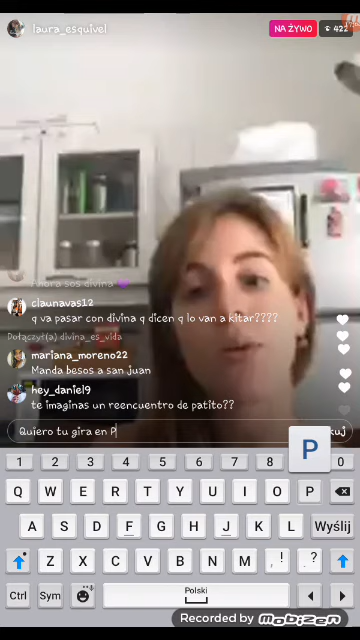 laura_esquivel
NA ŻYWO
422
Ahora sos divina
claunavas12
q va pasar con divina q dicen q lo van a kitar????
Dołączył(a) divina_es_vida
mariana_moreno22
Manda besos a san juan
hey_daniel9
te imaginas un reencuentro de patito??
Quiero tu gira en P
kuj
P
1 2 3 4 5 6 7 8 0
Q W E R T Y U I O P
A S D F G H J K L Wyślij
Z X C V B N M , ! . ?
Ctrl Sym Polski
Recorded by MOBIZEN